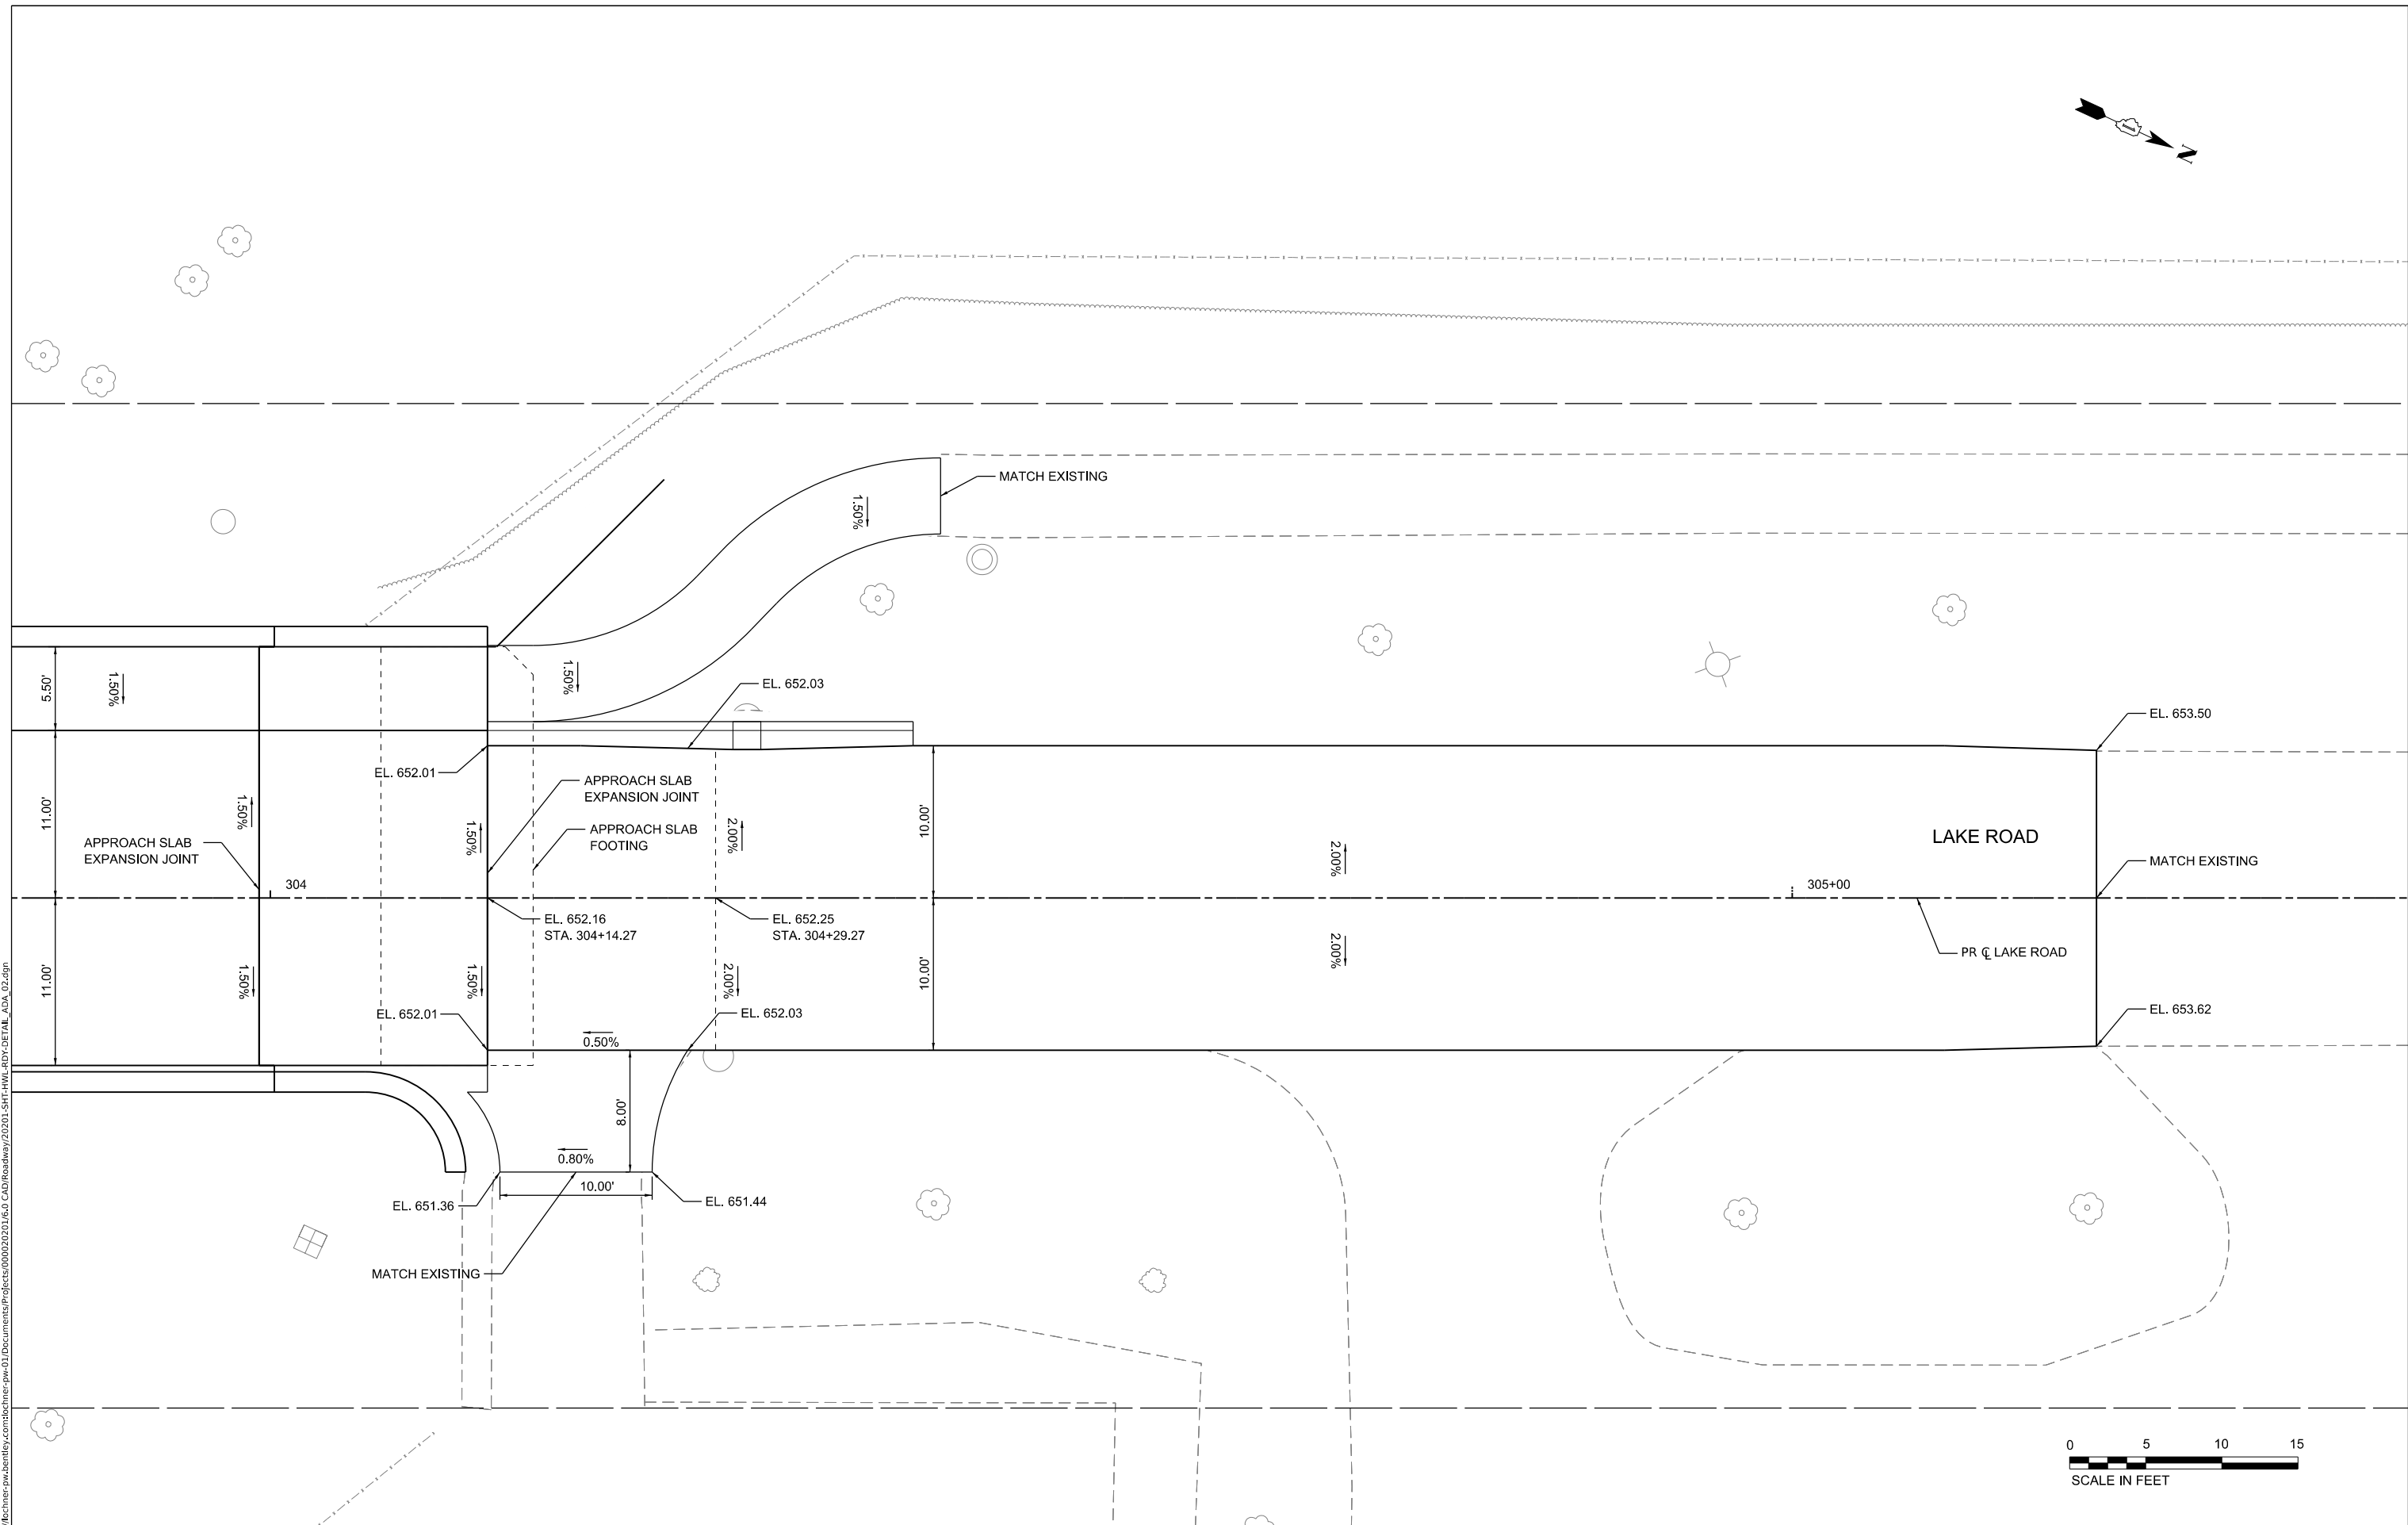 N
MATCH EXISTING
1.50%
5.50'
1.50%
1.50%
EL. 652.03
EL. 653.50
EL. 652.01
APPROACH SLAB
EXPANSION JOINT
11.00'
1.50%
1.50%
APPROACH SLAB
FOOTING
2.00%
10.00'
2.00%
LAKE ROAD
APPROACH SLAB
EXPANSION JOINT
MATCH EXISTING
304
305+00
EL. 652.16
STA. 304+14.27
EL. 652.25
STA. 304+29.27
PR ℄ LAKE ROAD
11.00'
1.50%
1.50%
2.00%
10.00'
2.00%
EL. 652.01
EL. 652.03
EL. 653.62
0.50%
8.00'
0.80%
10.00'
EL. 651.36
EL. 651.44
MATCH EXISTING
0 5 10 15
SCALE IN FEET